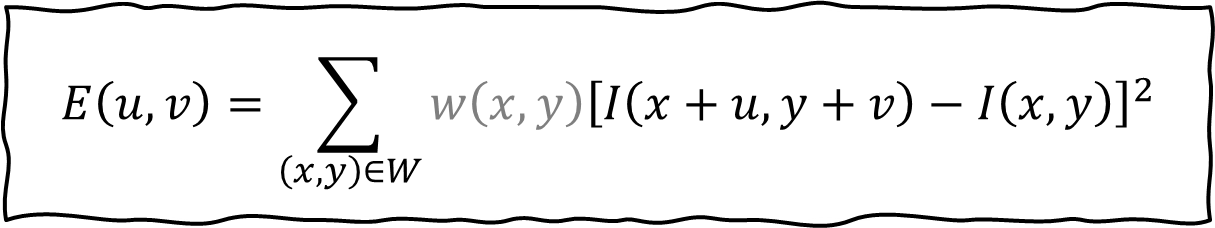 E(u, v) = ∑ w(x, y)[I(x + u, y + v) − I(x, y)]²
(x,y)∈W